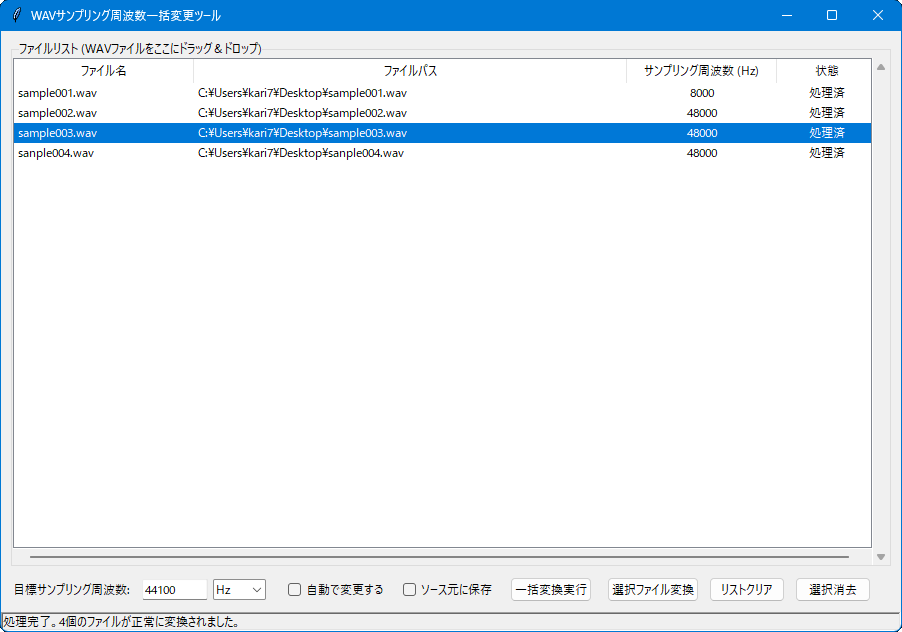 WAVサンプリング周波数一括変更ツール
ファイルリスト (WAVファイルをここにドラッグ＆ドロップ)
ファイル名 ファイルパス サンプリング周波数 (Hz) 状態
sample001.wav C:¥Users¥kari7¥Desktop¥sample001.wav 8000 処理済
sample002.wav C:¥Users¥kari7¥Desktop¥sample002.wav 48000 処理済
sample003.wav C:¥Users¥kari7¥Desktop¥sample003.wav 48000 処理済
sanple004.wav C:¥Users¥kari7¥Desktop¥sanple004.wav 48000 処理済
目標サンプリング周波数: 44100 Hz 自動で変更する ソース元に保存 一括変換実行 選択ファイル変換 リストクリア 選択消去
処理完了。4個のファイルが正常に変換されました。